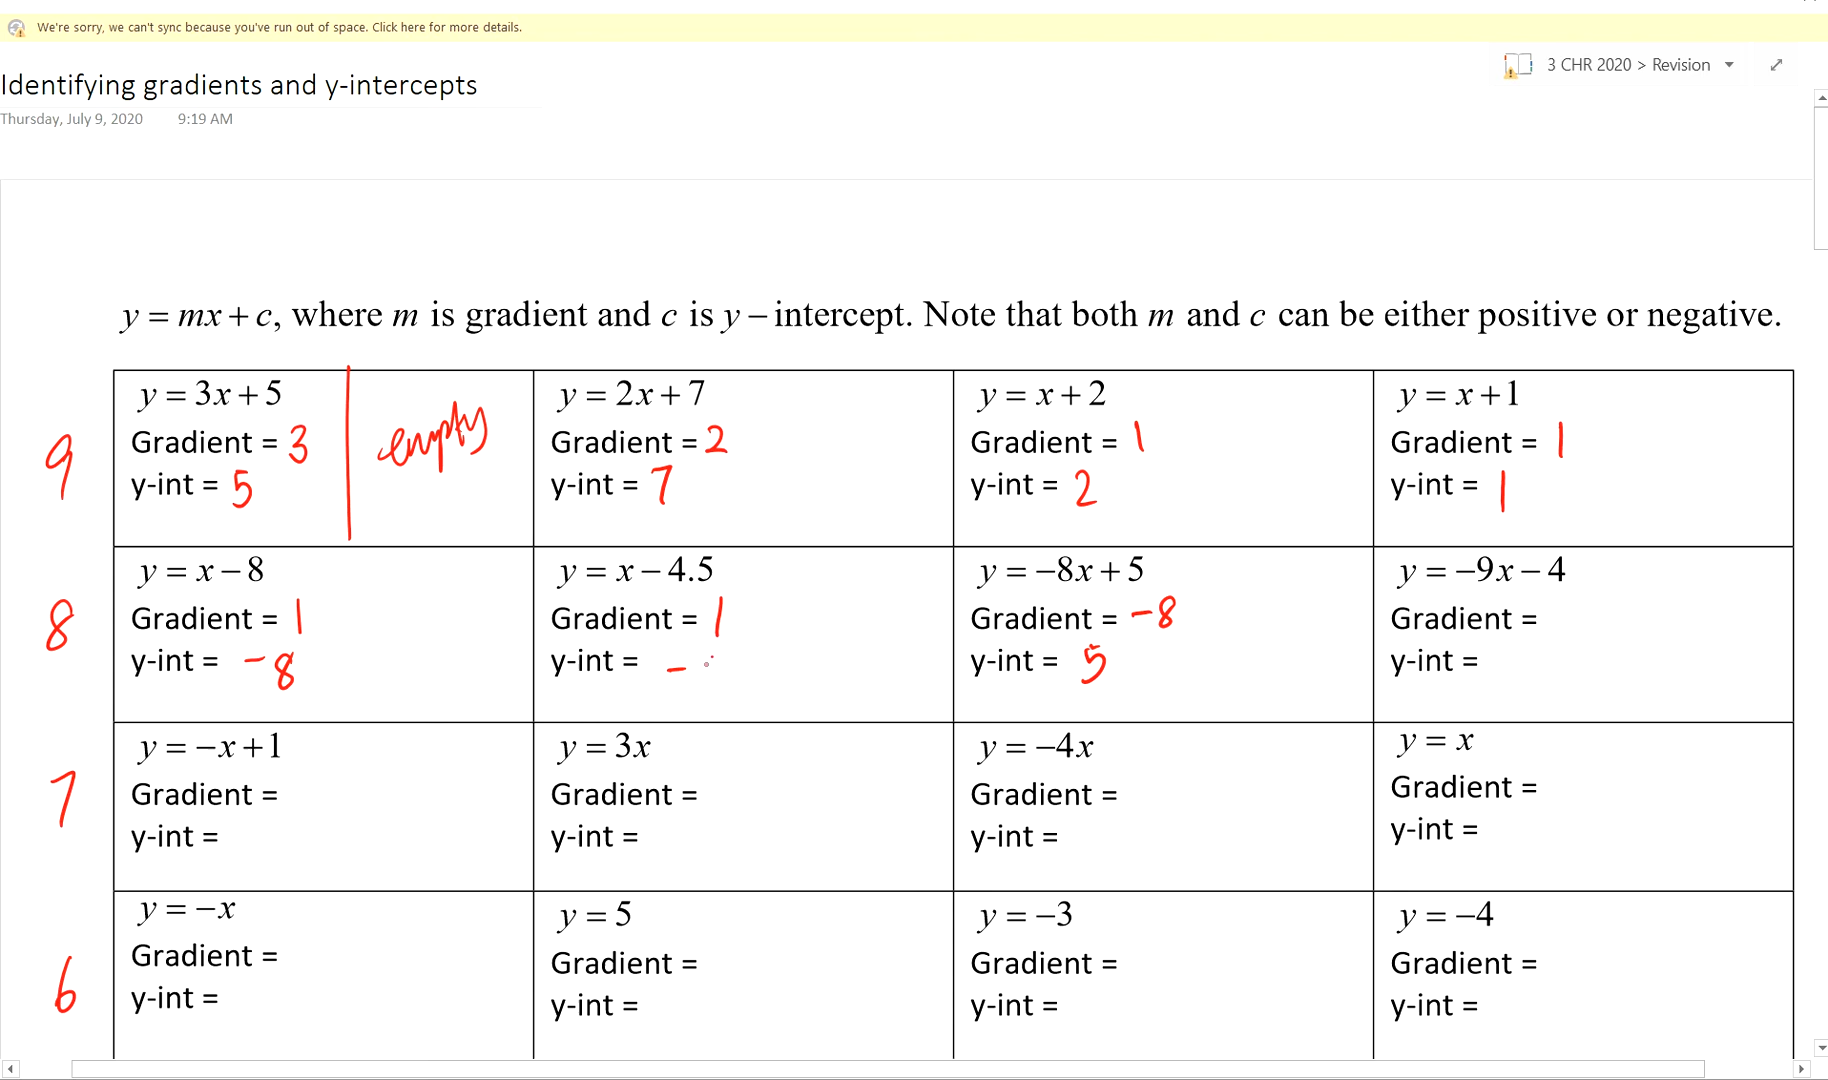 We're sorry, we can't sync because you've run out of space. Click here for more details.
3 CHR 2020 > Revision
Identifying gradients and y-intercepts
Thursday, July 9, 2020 9:19 AM
y = mx + c, where m is gradient and c is y − intercept. Note that both m and c can be either positive or negative.
9
y = 3x + 5
Gradient = 3
y-int = 5
empty
y = 2x + 7
Gradient = 2
y-int = 7
y = x + 2
Gradient = 1
y-int = 2
y = x + 1
Gradient = 1
y-int = 1
8
y = x − 8
Gradient = 1
y-int = -8
y = x − 4.5
Gradient = 1
y-int = -
y = −8x + 5
Gradient = -8
y-int = 5
y = −9x − 4
Gradient =
y-int =
7
y = −x + 1
Gradient =
y-int =
y = 3x
Gradient =
y-int =
y = −4x
Gradient =
y-int =
y = x
Gradient =
y-int =
6
y = −x
Gradient =
y-int =
y = 5
Gradient =
y-int =
y = −3
Gradient =
y-int =
y = −4
Gradient =
y-int =